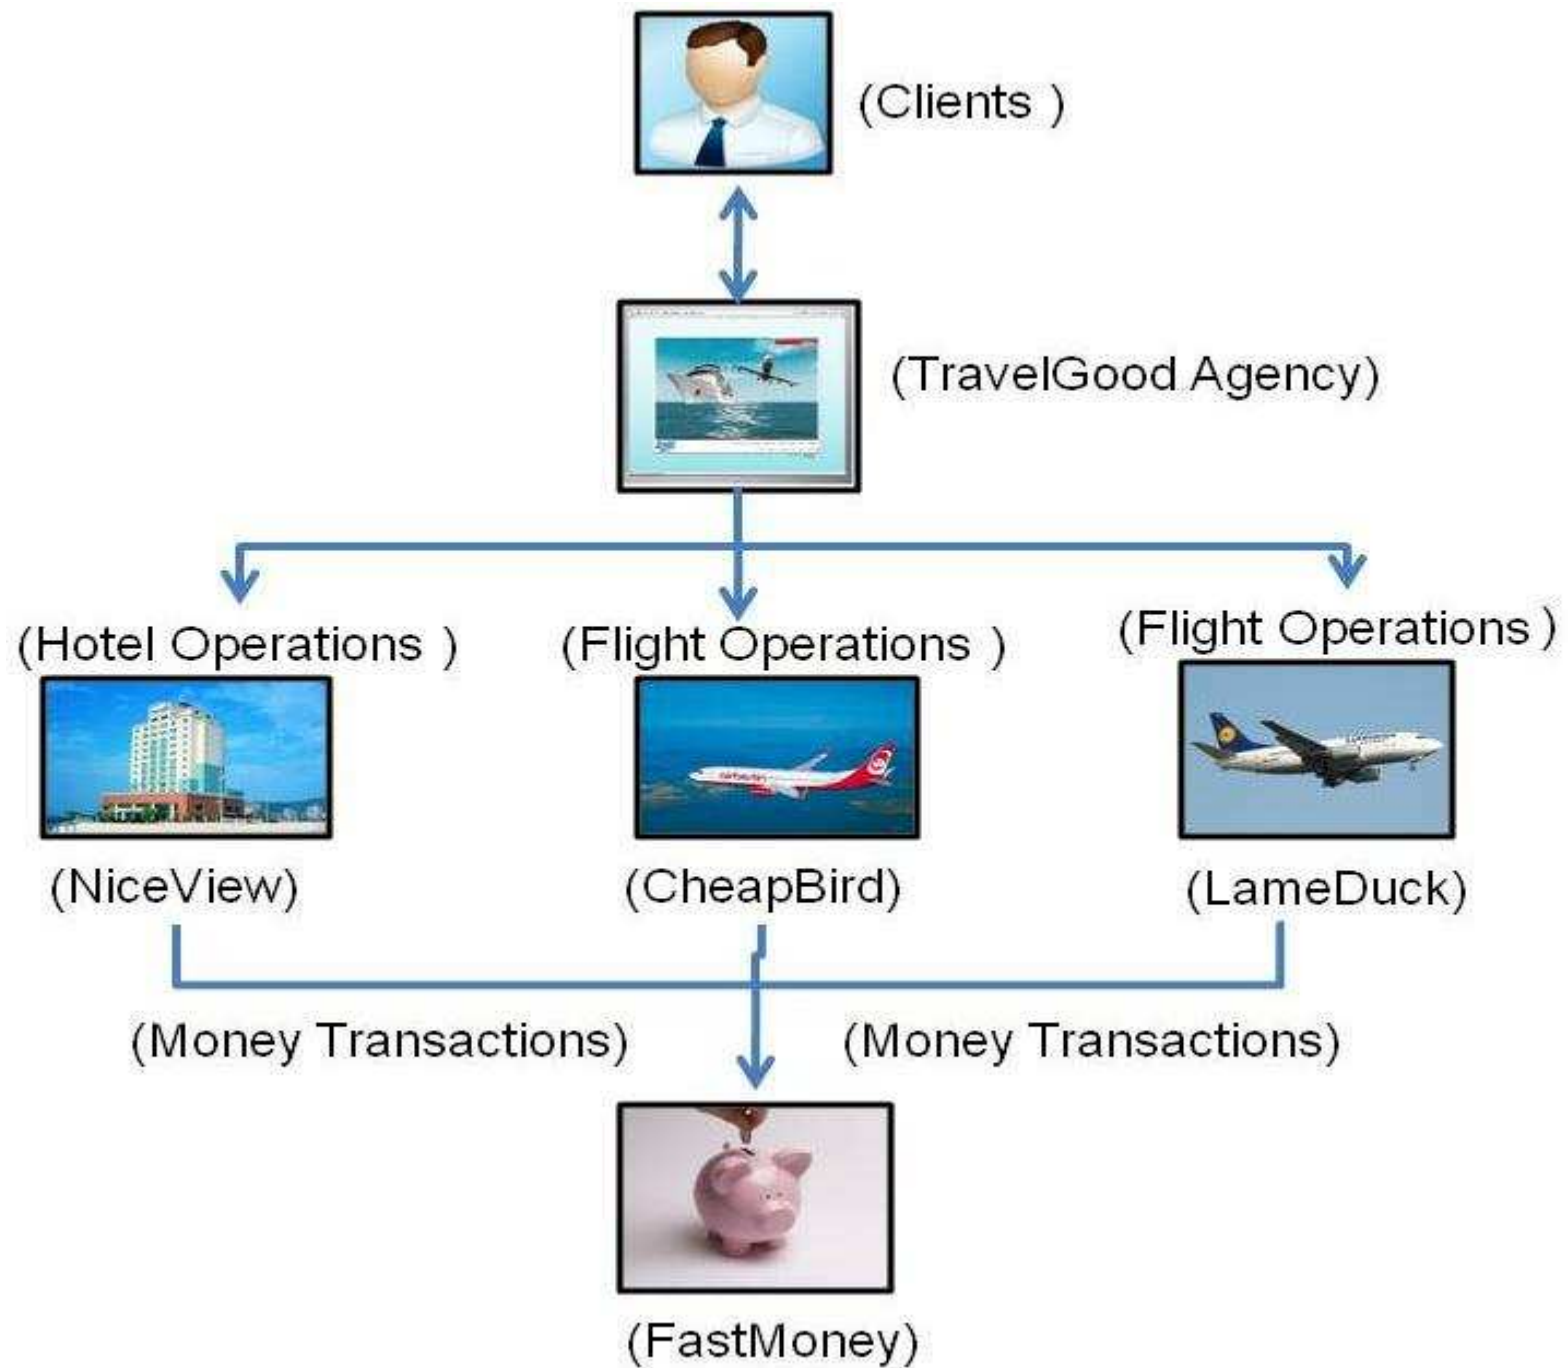 (Clients )
(TravelGood Agency)
(Hotel Operations )
(Flight Operations )
(Flight Operations )
(NiceView)
(CheapBird)
(LameDuck)
(Money Transactions)
(Money Transactions)
(FastMoney)